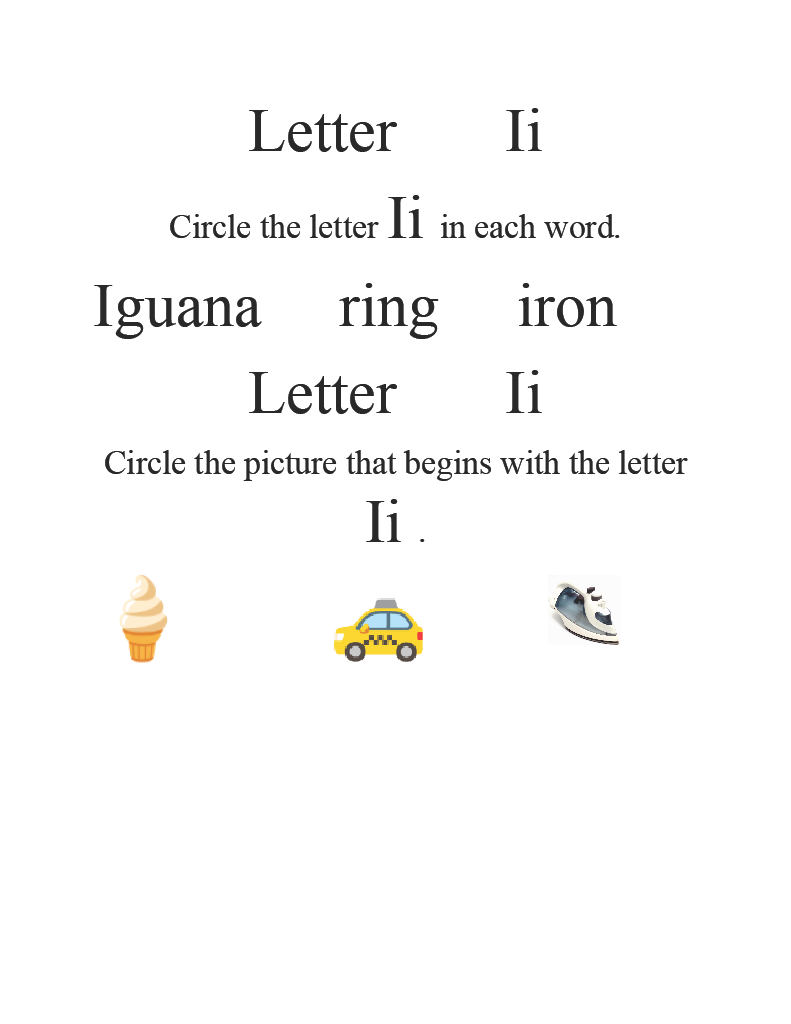 Letter Ii
Circle the letter Ii in each word.
Iguana ring iron
Letter Ii
Circle the picture that begins with the letter
Ii .